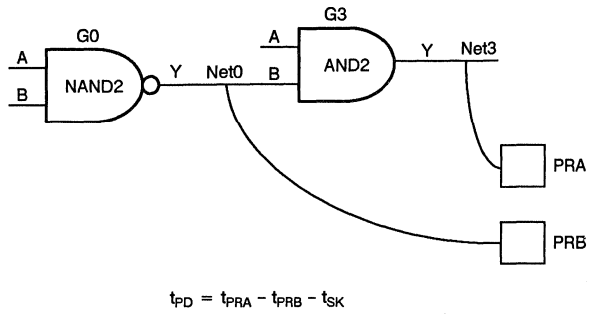 G0
G3
A
B
NAND2
Y
Net0
A
B
AND2
Y
Net3
PRA
PRB
tPD = tPRA − tPRB − tSK